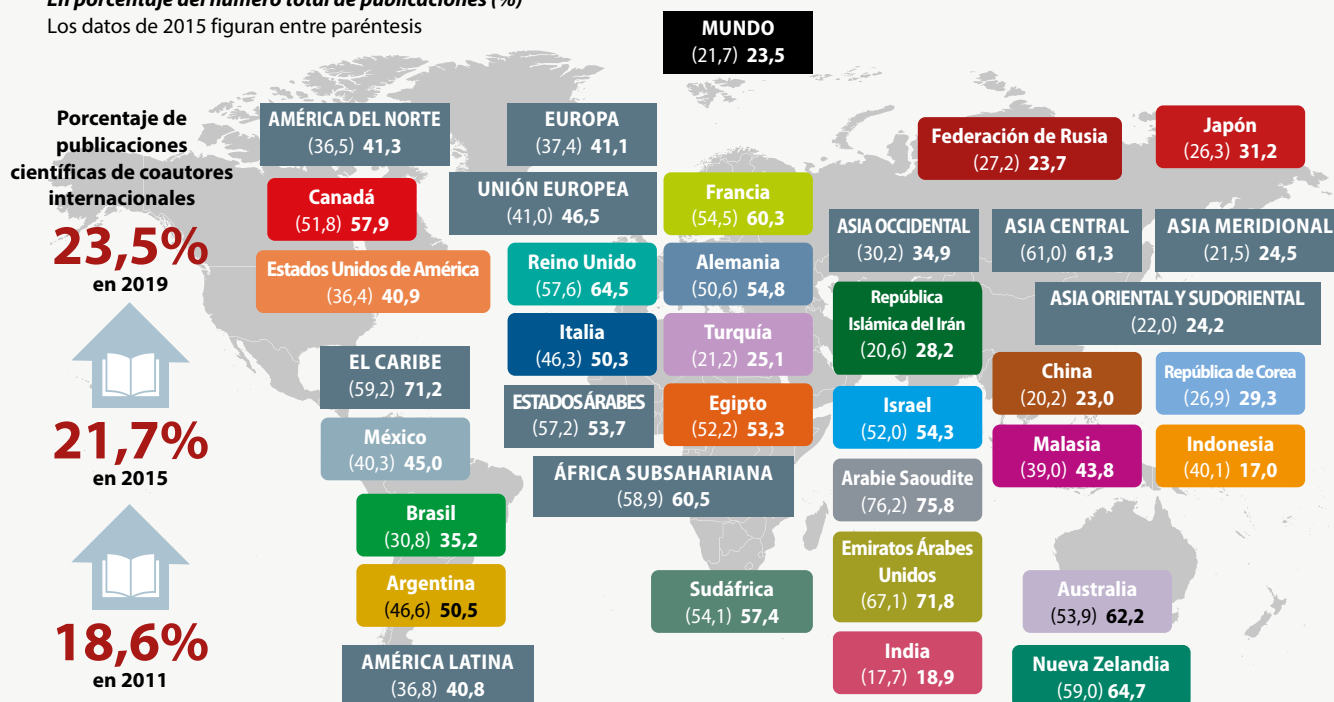 En porcentaje del número total de publicaciones (%)
Los datos de 2015 figuran entre paréntesis
MUNDO
(21,7) 23,5
Porcentaje de
publicaciones
científicas de coautores
internacionales
23,5%
en 2019
21,7%
en 2015
18,6%
en 2011
AMÉRICA DEL NORTE
(36,5) 41,3
EUROPA
(37,4) 41,1
Federación de Rusia
(27,2) 23,7
Japón
(26,3) 31,2
Canadá
(51,8) 57,9
UNIÓN EUROPEA
(41,0) 46,5
Francia
(54,5) 60,3
ASIA OCCIDENTAL
(30,2) 34,9
ASIA CENTRAL
(61,0) 61,3
ASIA MERIDIONAL
(21,5) 24,5
Estados Unidos de América
(36,4) 40,9
Reino Unido
(57,6) 64,5
Alemania
(50,6) 54,8
República
Islámica del Irán
(20,6) 28,2
ASIA ORIENTAL Y SUDORIENTAL
(22,0) 24,2
Italia
(46,3) 50,3
Turquía
(21,2) 25,1
EL CARIBE
(59,2) 71,2
China
(20,2) 23,0
República de Corea
(26,9) 29,3
ESTADOS ÁRABES
(57,2) 53,7
Egipto
(52,2) 53,3
Israel
(52,0) 54,3
México
(40,3) 45,0
Malasia
(39,0) 43,8
Indonesia
(40,1) 17,0
ÁFRICA SUBSAHARIANA
(58,9) 60,5
Arabie Saoudite
(76,2) 75,8
Brasil
(30,8) 35,2
Emiratos Árabes
Unidos
(67,1) 71,8
Argentina
(46,6) 50,5
Sudáfrica
(54,1) 57,4
Australia
(53,9) 62,2
AMÉRICA LATINA
(36,8) 40,8
India
(17,7) 18,9
Nueva Zelandia
(59,0) 64,7